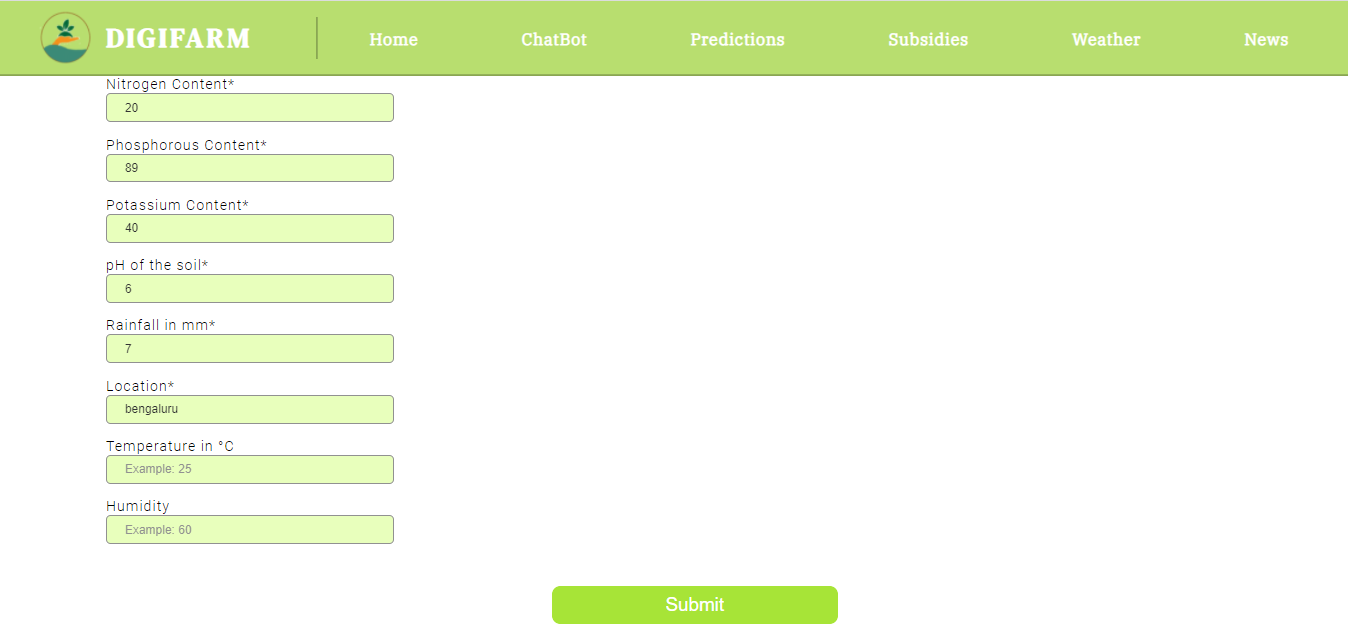 DIGIFARM Home ChatBot Predictions Subsidies Weather News
Nitrogen Content*
20
Phosphorous Content*
89
Potassium Content*
40
pH of the soil*
6
Rainfall in mm*
7
Location*
bengaluru
Temperature in °C
Example: 25
Humidity
Example: 60
Submit